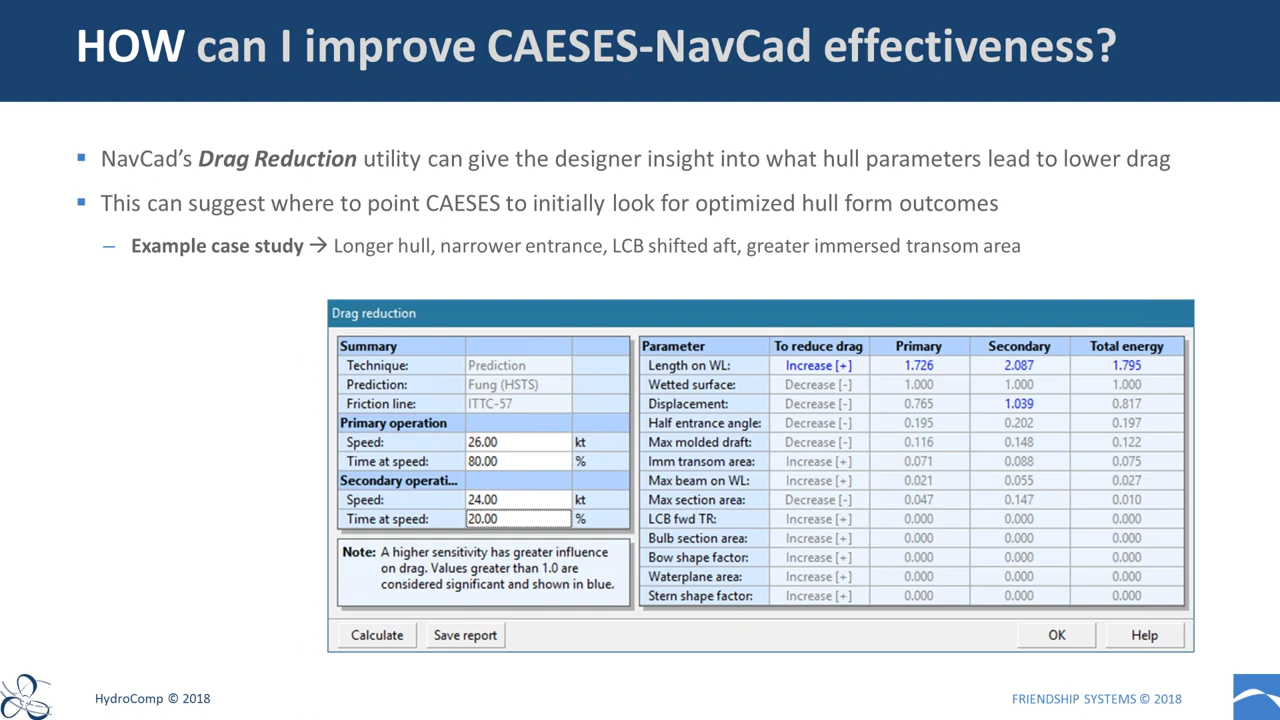 HOW can I improve CAESES-NavCad effectiveness?
▪ NavCad's Drag Reduction utility can give the designer insight into what hull parameters lead to lower drag
▪ This can suggest where to point CAESES to initially look for optimized hull form outcomes
– Example case study → Longer hull, narrower entrance, LCB shifted aft, greater immersed transom area
Drag reduction
Summary
Technique: Prediction
Prediction: Fung (HSTS)
Friction line: ITTC-57
Primary operation
Speed: 26.00 kt
Time at speed: 80.00 %
Secondary operati...
Speed: 24.00 kt
Time at speed: 20.00 %
Note: A higher sensitivity has greater influence
on drag. Values greater than 1.0 are
considered significant and shown in blue.
Parameter To reduce drag Primary Secondary Total energy
Length on WL: Increase [+] 1.726 2.087 1.795
Wetted surface: Decrease [-] 1.000 1.000 1.000
Displacement: Decrease [-] 0.765 1.039 0.817
Half entrance angle: Decrease [-] 0.195 0.202 0.197
Max molded draft: Decrease [-] 0.116 0.148 0.122
Imm transom area: Increase [+] 0.071 0.088 0.075
Max beam on WL: Increase [+] 0.021 0.055 0.027
Max section area: Decrease [-] 0.047 0.147 0.010
LCB fwd TR: Increase [+] 0.000 0.000 0.000
Bulb section area: Increase [+] 0.000 0.000 0.000
Bow shape factor: Increase [+] 0.000 0.000 0.000
Waterplane area: Increase [+] 0.000 0.000 0.000
Stern shape factor: Increase [+] 0.000 0.000 0.000
Calculate Save report OK Help
HydroComp © 2018
FRIENDSHIP SYSTEMS © 2018